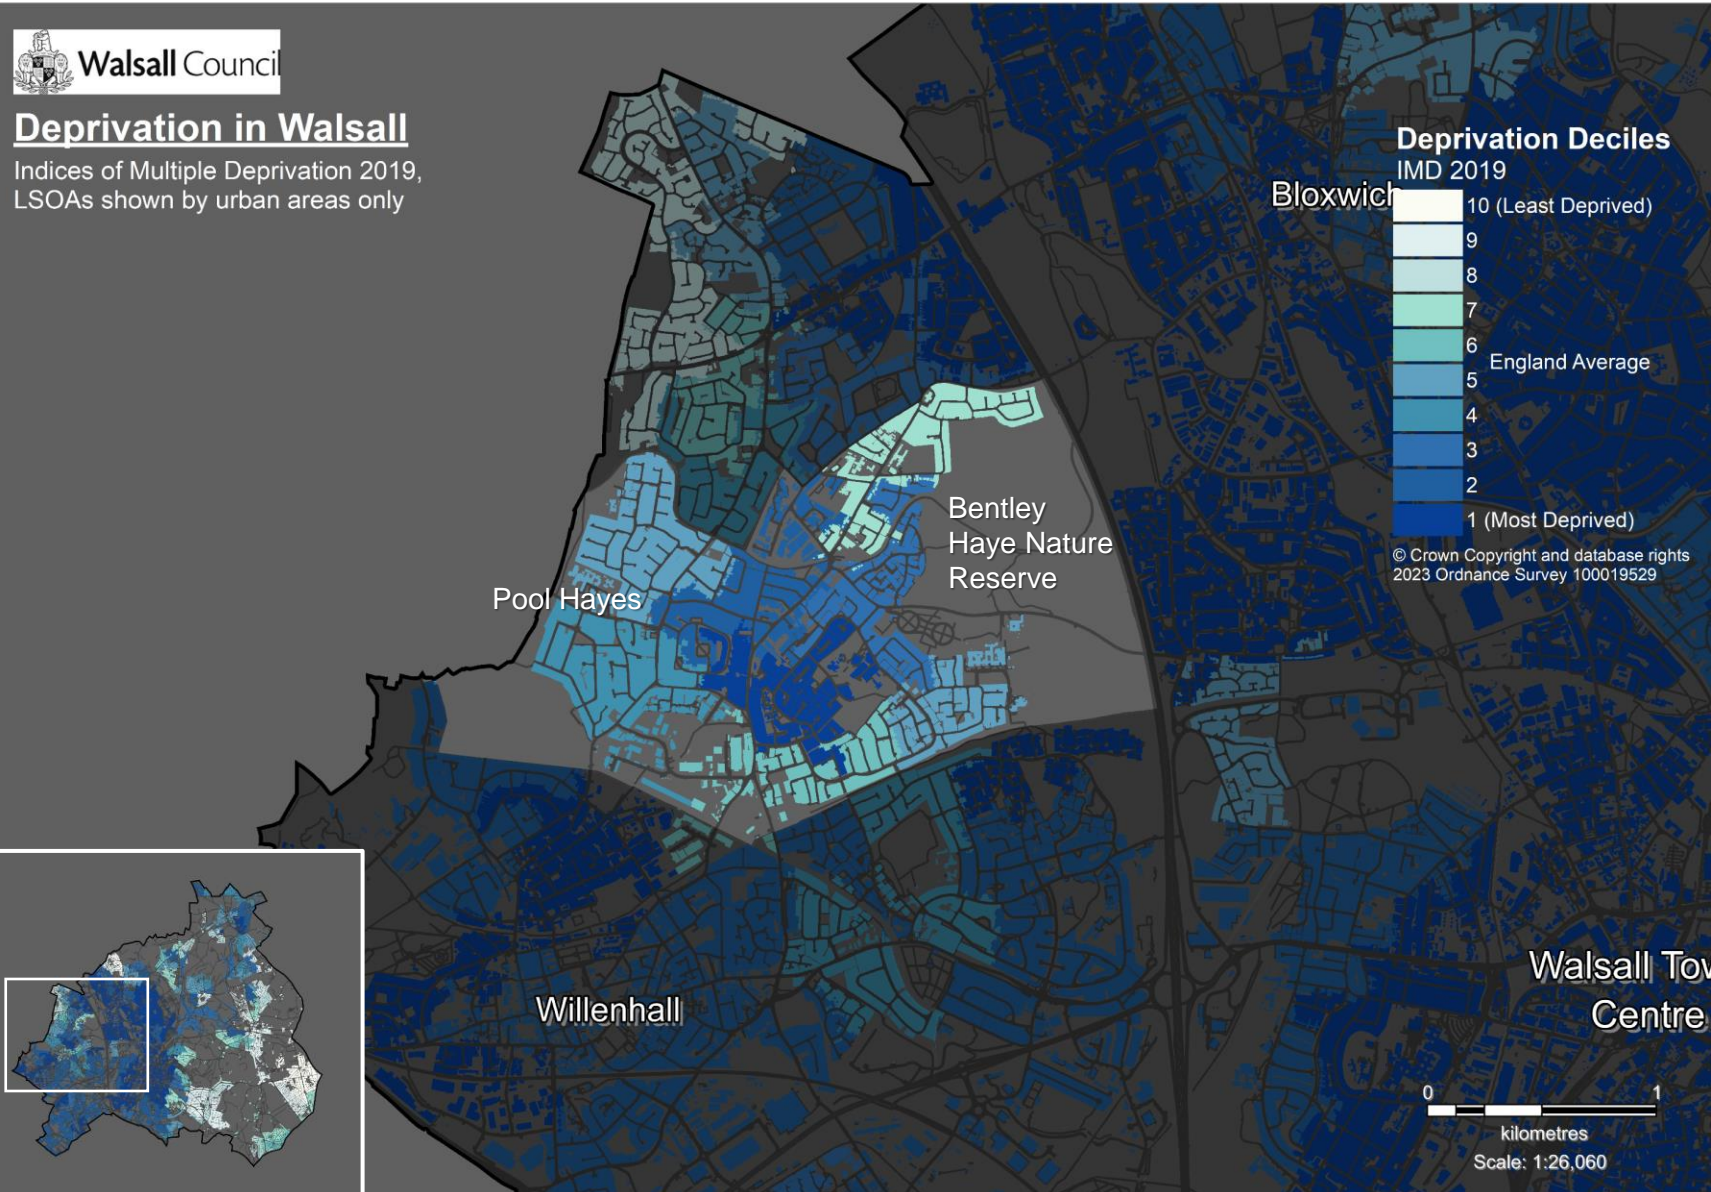 Walsall Council
Deprivation in Walsall
Indices of Multiple Deprivation 2019,
LSOAs shown by urban areas only
Deprivation Deciles
IMD 2019
10 (Least Deprived)
9
8
7
6
England Average
5
4
3
2
1 (Most Deprived)
© Crown Copyright and database rights
2023 Ordnance Survey 100019529
Bloxwich
Bentley
Haye Nature
Reserve
Pool Hayes
Willenhall
Walsall Tow
Centre
0 1
kilometres
Scale: 1:26,060